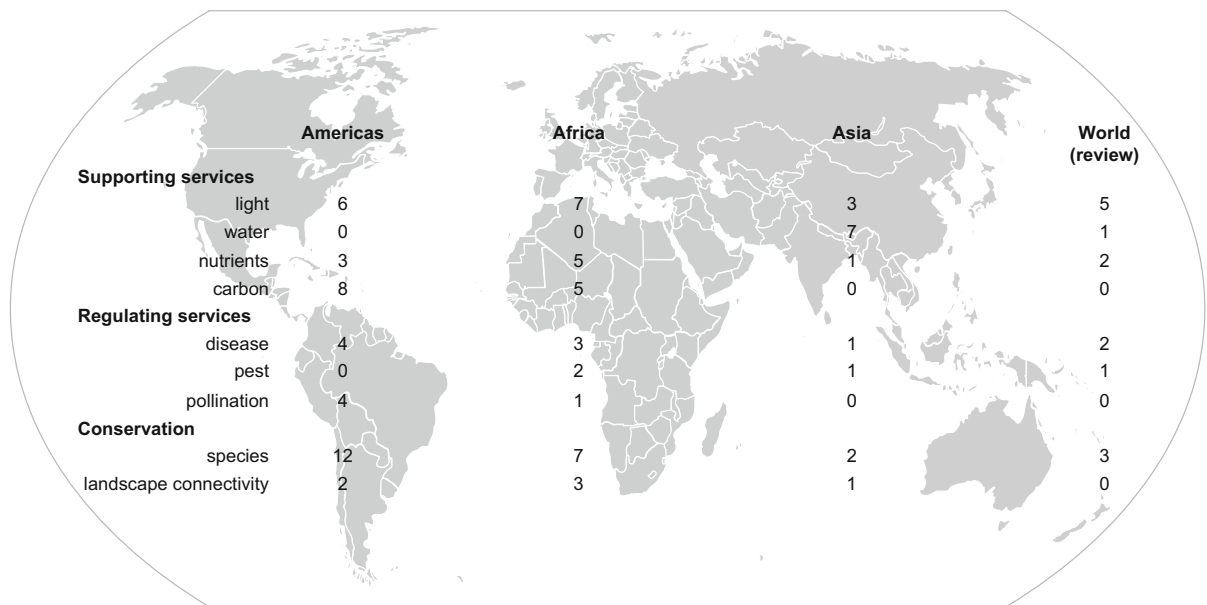 Americas Africa Asia World
(review)
Supporting services
light 6 7 3 5
water 0 0 7 1
nutrients 3 5 1 2
carbon 8 5 0 0
Regulating services
disease 4 3 1 2
pest 0 2 1 1
pollination 4 1 0 0
Conservation
species 12 7 2 3
landscape connectivity 2 3 1 0